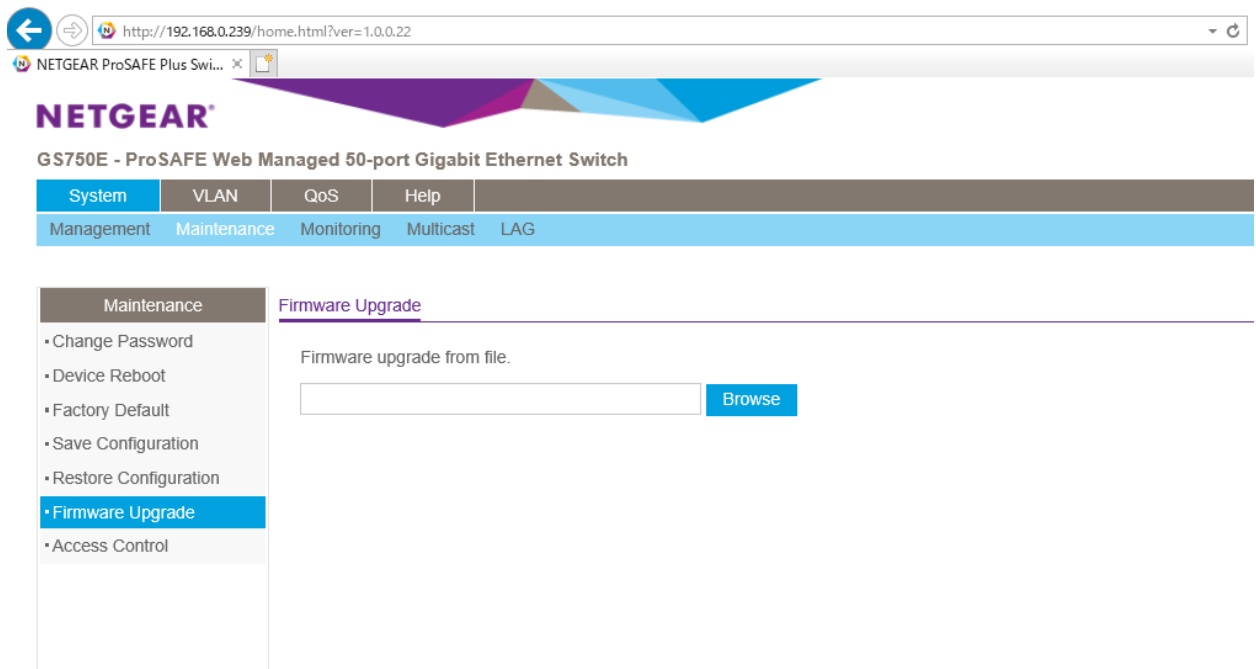 http://192.168.0.239/home.html?ver=1.0.0.22
NETGEAR ProSAFE Plus Swi...
NETGEAR®
GS750E - ProSAFE Web Managed 50-port Gigabit Ethernet Switch
System VLAN QoS Help
Management Maintenance Monitoring Multicast LAG
Maintenance
Change Password
Device Reboot
Factory Default
Save Configuration
Restore Configuration
Firmware Upgrade
Access Control
Firmware Upgrade
Firmware upgrade from file.
Browse